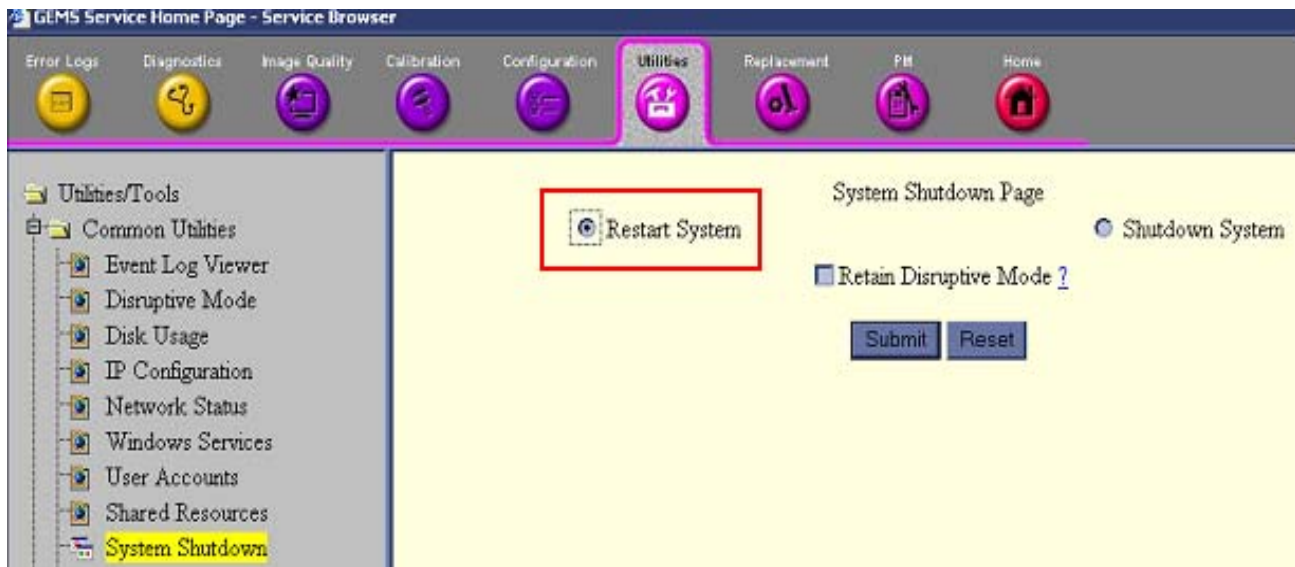 GEMS Service Home Page - Service Browser
Error Logs Diagnostics Image Quality Calibration Configuration Utilities Replacement PM Home
Utilities/Tools
Common Utilities
Event Log Viewer
Disruptive Mode
Disk Usage
IP Configuration
Network Status
Windows Services
User Accounts
Shared Resources
System Shutdown
System Shutdown Page
Restart System
Shutdown System
Retain Disruptive Mode ?
Submit Reset